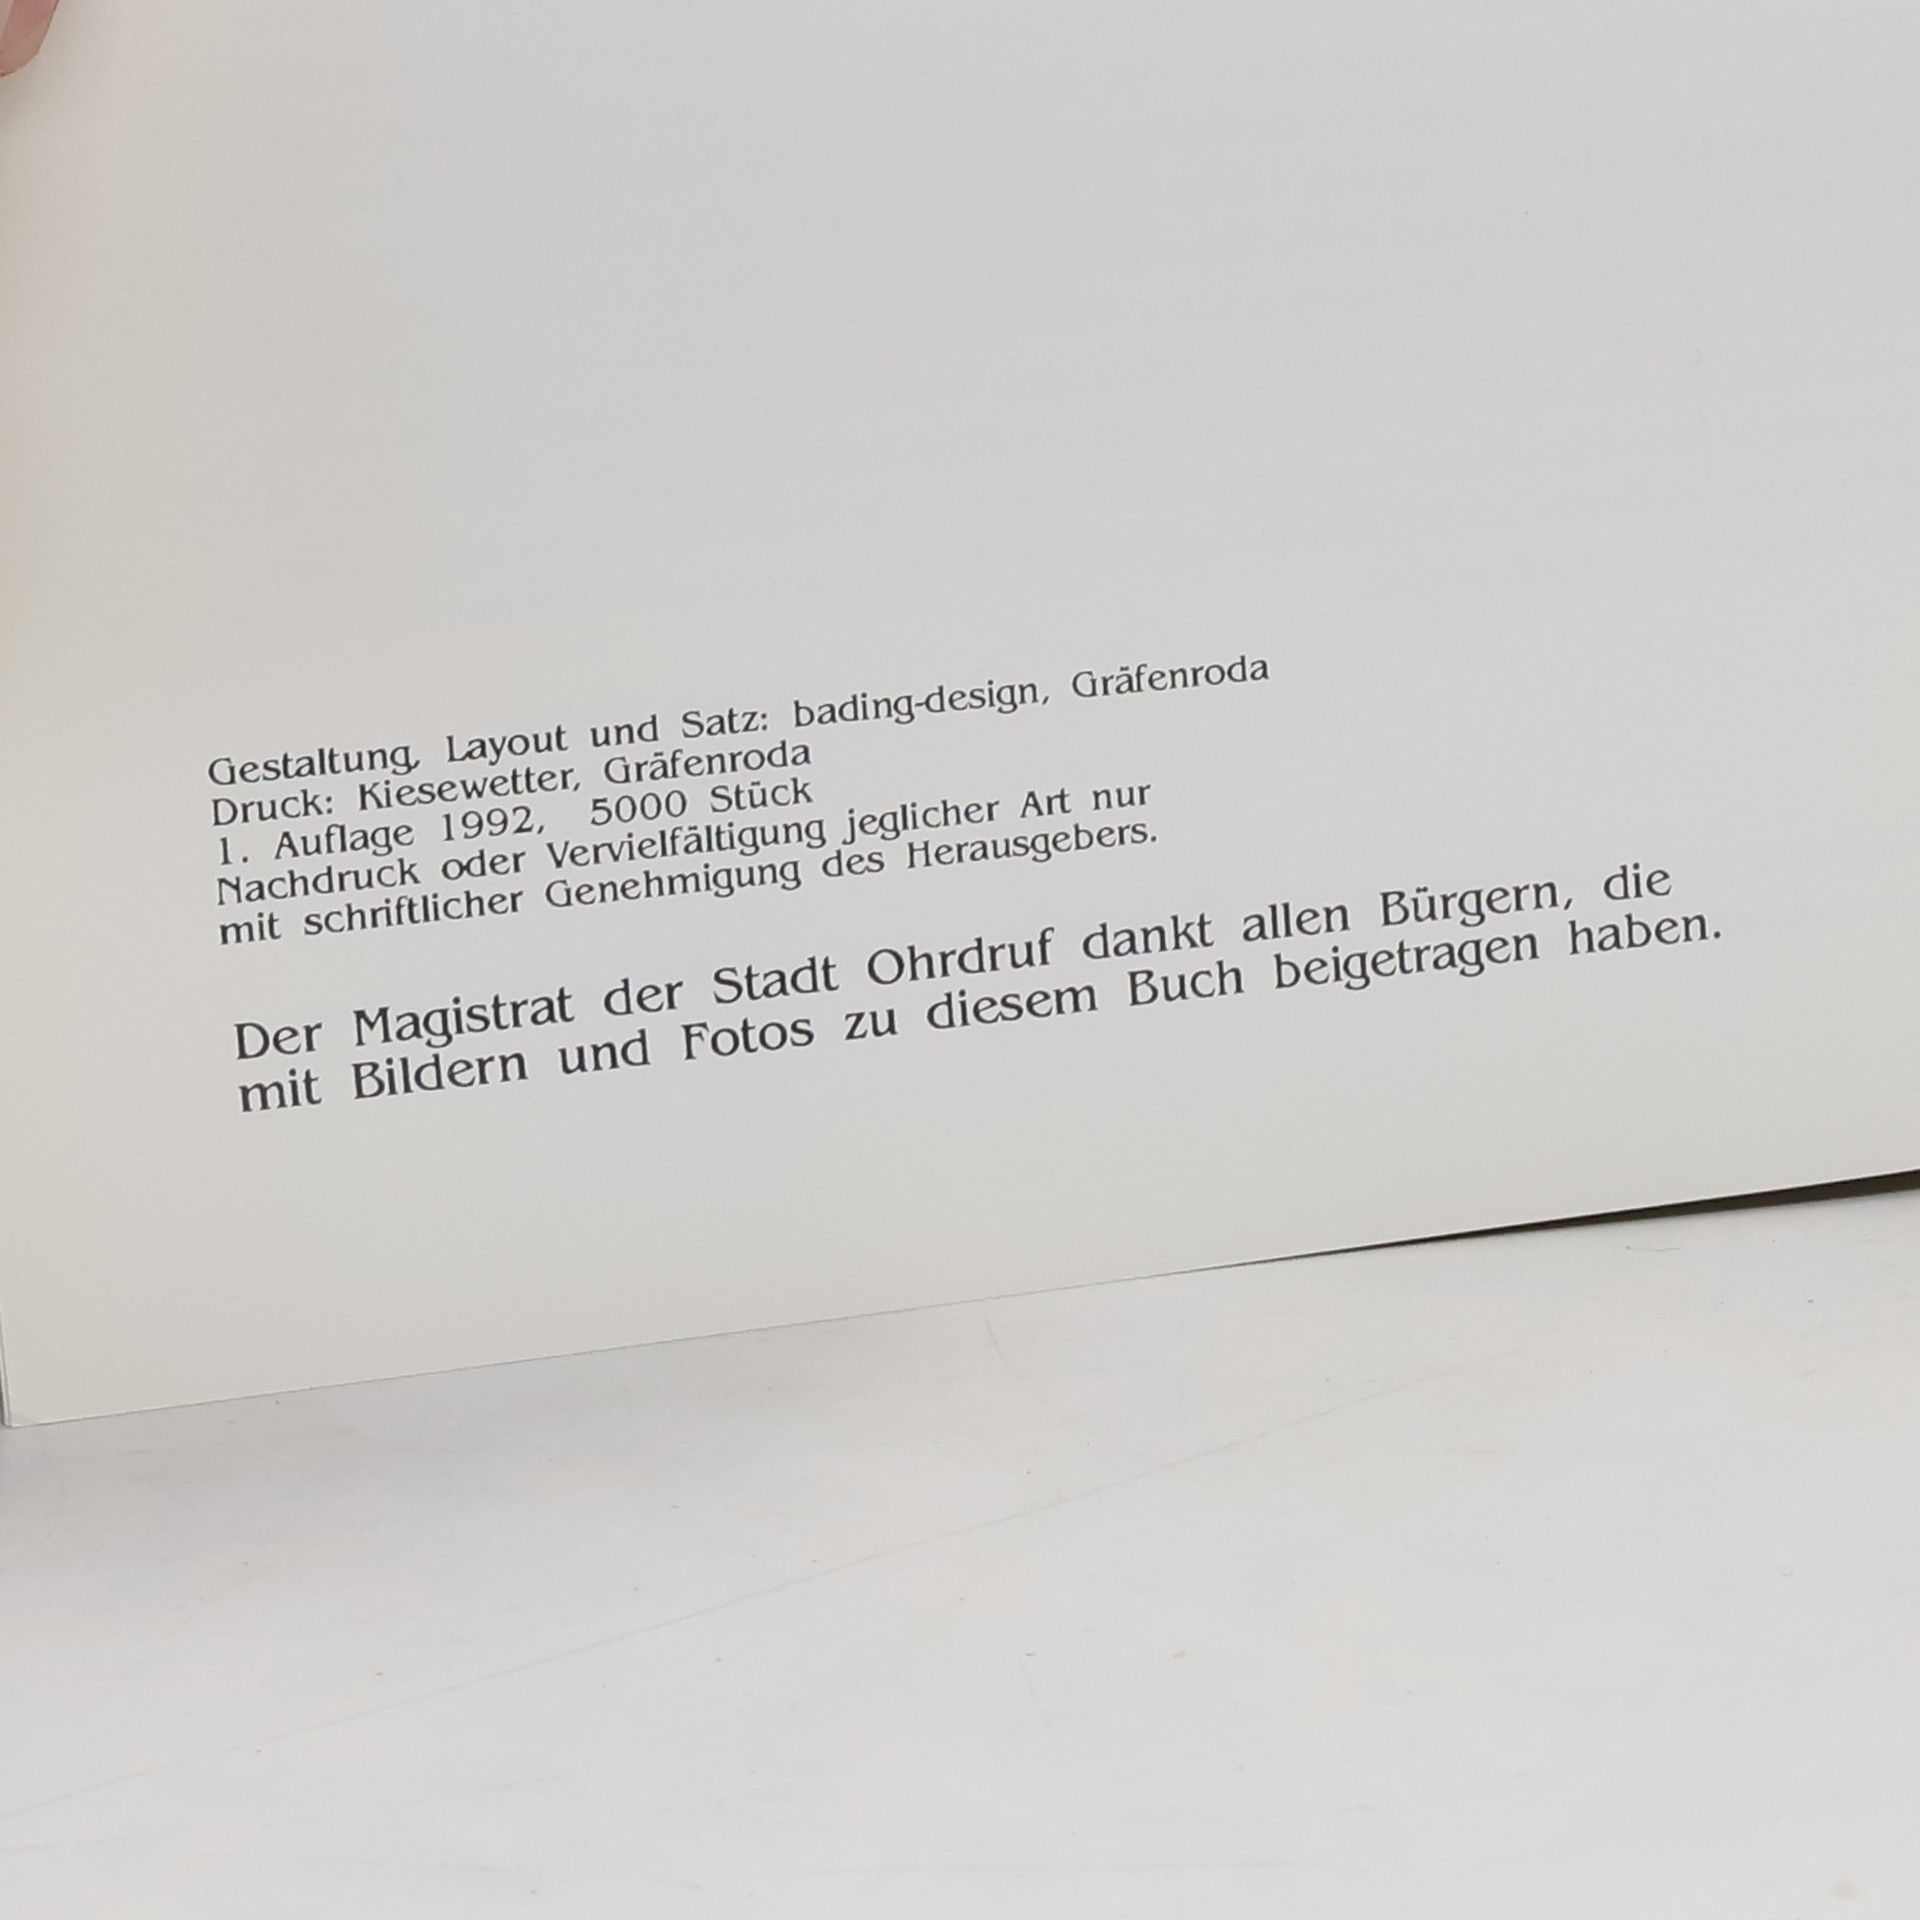 Gestaltung, Layout und Satz: bading-design, Gräfenroda
Druck: Kiesewetter, Gräfenroda
1. Auflage 1992, 5000 Stück
Nachdruck oder Vervielfältigung jeglicher Art nur
mit schriftlicher Genehmigung des Herausgebers.
Der Magistrat der Stadt Ohrdruf dankt allen Bürgern, die
mit Bildern und Fotos zu diesem Buch beigetragen haben.